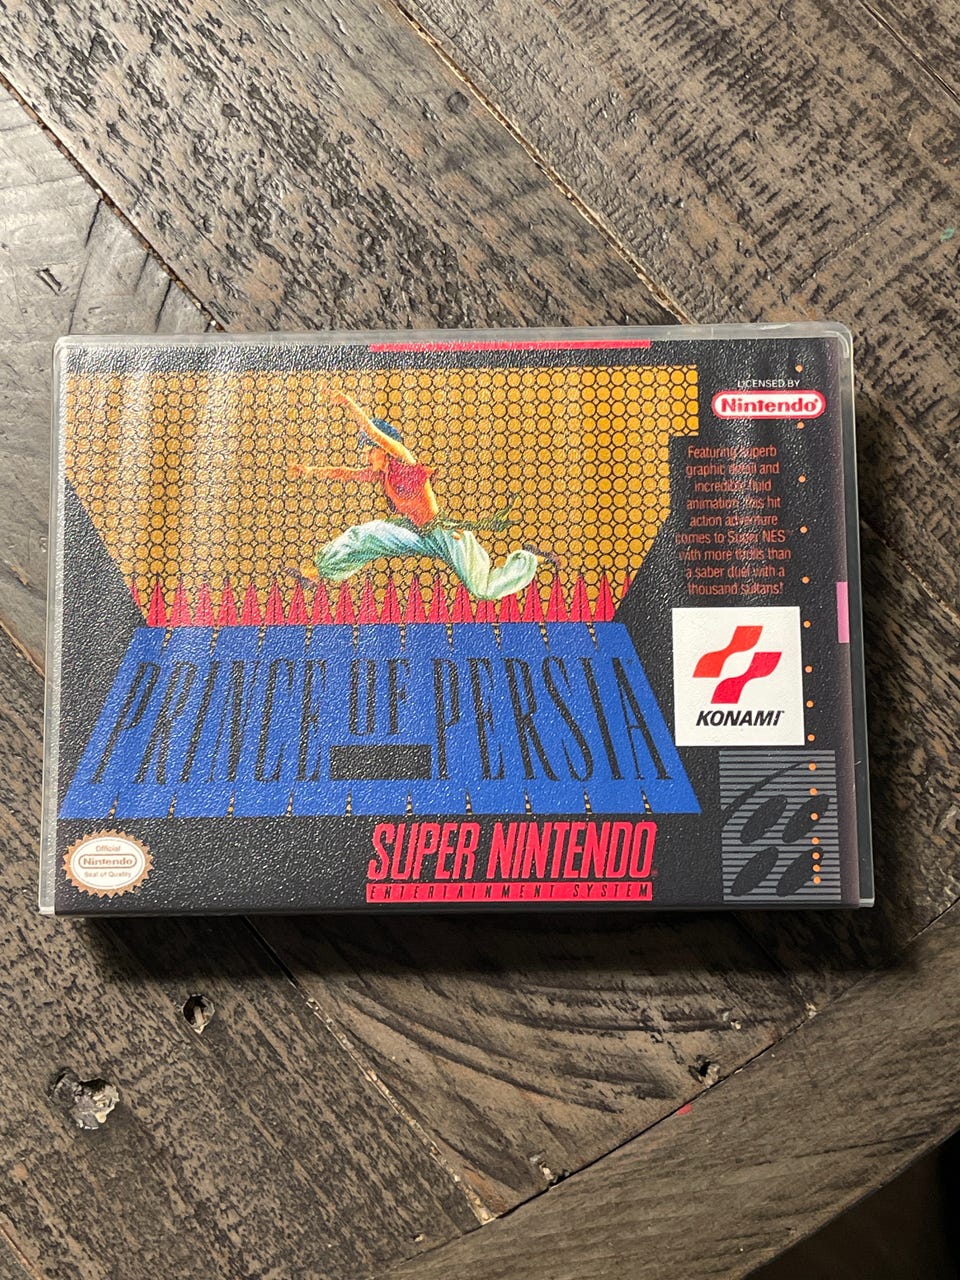 LICENSED BY
Nintendo®
Featuring superb
graphic detail and
incredible fluid
animation, this hit
action adventure
comes to Super NES™
with more thrills than
a saber duel with a
thousand sultans!
KONAMI®
PRINCE OF PERSIA
Official
Nintendo
Seal of Quality
SUPER NINTENDO®
ENTERTAINMENT SYSTEM